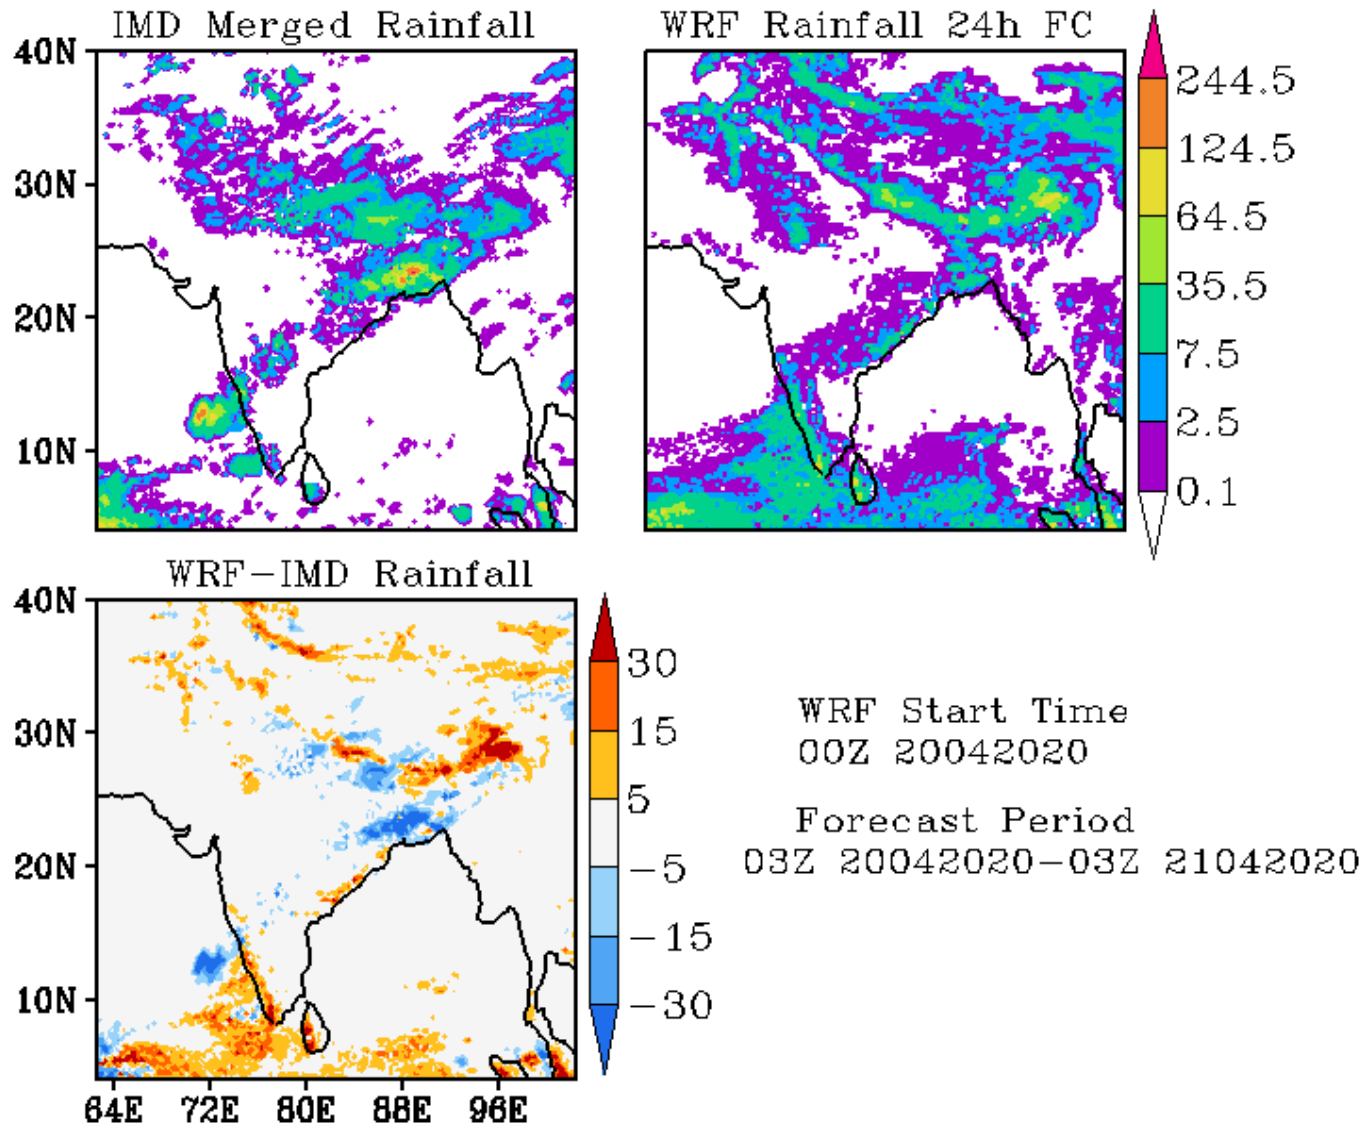 IMD Merged Rainfall
WRF Rainfall 24h FC
40N
30N
20N
10N
244.5
124.5
64.5
35.5
7.5
2.5
0.1
WRF-IMD Rainfall
40N
30N
20N
10N
64E 72E 80E 88E 96E
30
15
5
-5
-15
-30
WRF Start Time
00Z 20042020
Forecast Period
03Z 20042020-03Z 21042020